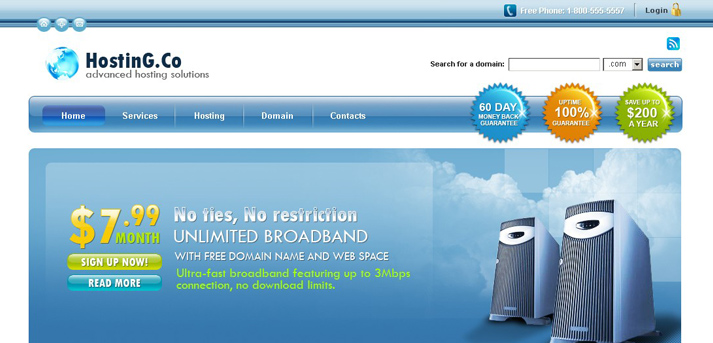 Free Phone: 1-800-555-5557
Login
HostinG.Co
advanced hosting solutions
Search for a domain:
.com
search
Home
Services
Hosting
Domain
Contacts
60 DAY
MONEY BACK
GUARANTEE
UPTIME
100%
GUARANTEE
SAVE UP TO
$200
A YEAR
$7.99
MONTH
SIGN UP NOW!
READ MORE
No ties, No restriction
UNLIMITED BROADBAND
WITH FREE DOMAIN NAME AND WEB SPACE
Ultra-fast broadband featuring up to 3Mbps
connection, no download limits.